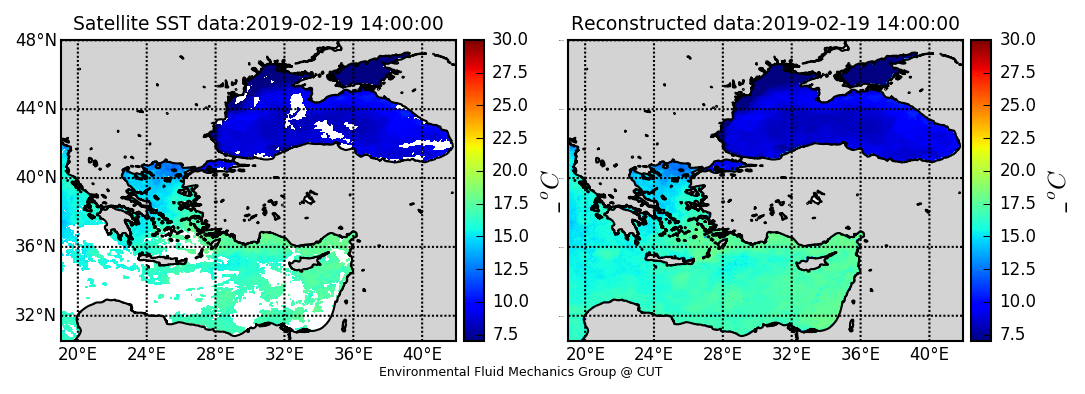 Satellite SST data:2019-02-19 14:00:00
48°N
44°N
40°N
36°N
32°N
20°E 24°E 28°E 32°E 36°E 40°E
30.0
27.5
25.0
22.5
20.0
17.5
15.0
12.5
10.0
7.5
_°C
Reconstructed data:2019-02-19 14:00:00
20°E 24°E 28°E 32°E 36°E 40°E
30.0
27.5
25.0
22.5
20.0
17.5
15.0
12.5
10.0
7.5
_°C
Environmental Fluid Mechanics Group @ CUT